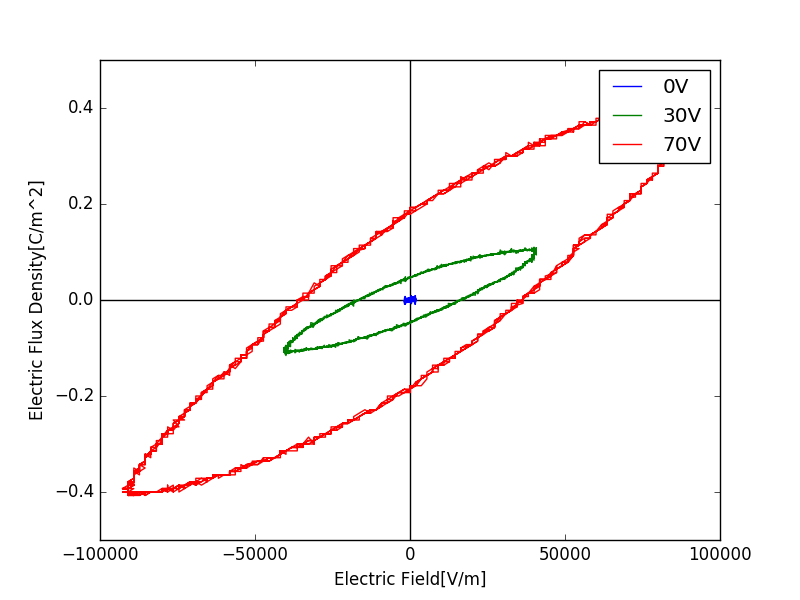 0V
30V
70V
0.4
0.2
0.0
−0.2
−0.4
Electric Flux Density[C/m^2]
−100000
−50000
0
50000
100000
Electric Field[V/m]